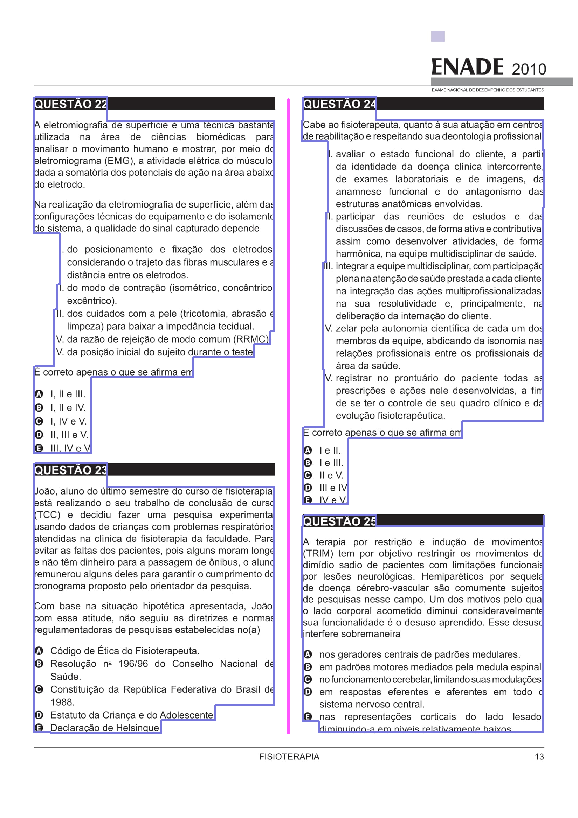 ENADE 2010
EXAME NACIONAL DE DESEMPENHO DOS ESTUDANTES
QUESTÃO 22
A eletromiografia de superfície é uma técnica bastante
utilizada na área de ciências biomédicas para
analisar o movimento humano e mostrar, por meio do
eletromiograma (EMG), a atividade elétrica do músculo,
dada a somatória dos potenciais de ação na área abaixo
do eletrodo.
Na realização da eletromiografia de superfície, além das
configurações técnicas do equipamento e do isolamento
do sistema, a qualidade do sinal capturado depende
I. do posicionamento e fixação dos eletrodos,
considerando o trajeto das fibras musculares e a
distância entre os eletrodos.
II. do modo de contração (isométrico, concêntrico,
excêntrico).
III. dos cuidados com a pele (tricotomia, abrasão e
limpeza) para baixar a impedância tecidual.
IV. da razão de rejeição de modo comum (RRMC).
V. da posição inicial do sujeito durante o teste.
É correto apenas o que se afirma em
A I, II e III.
B I, II e IV.
C I, IV e V.
D II, III e V.
E III, IV e V.
QUESTÃO 23
João, aluno do último semestre do curso de fisioterapia,
está realizando o seu trabalho de conclusão de curso
(TCC) e decidiu fazer uma pesquisa experimental
usando dados de crianças com problemas respiratórios
atendidas na clínica de fisioterapia da faculdade. Para
evitar as faltas dos pacientes, pois alguns moram longe
e não têm dinheiro para a passagem de ônibus, o aluno
remunerou alguns deles para garantir o cumprimento do
cronograma proposto pelo orientador da pesquisa.
Com base na situação hipotética apresentada, João,
com essa atitude, não seguiu as diretrizes e normas
regulamentadoras de pesquisas estabelecidas no(a)
A Código de Ética do Fisioterapeuta.
B Resolução nº 196/96 do Conselho Nacional de
Saúde.
C Constituição da República Federativa do Brasil de
1988.
D Estatuto da Criança e do Adolescente.
E Declaração de Helsinque.
QUESTÃO 24
Cabe ao fisioterapeuta, quanto à sua atuação em centros
de reabilitação e respeitando sua deontologia profissional,
I. avaliar o estado funcional do cliente, a partir
da identidade da doença clínica intercorrente,
de exames laboratoriais e de imagens, da
anamnese funcional e do antagonismo das
estruturas anatômicas envolvidas.
II. participar das reuniões de estudos e das
discussões de casos, de forma ativa e contributiva,
assim como desenvolver atividades, de forma
harmônica, na equipe multidisciplinar de saúde.
III. integrar a equipe multidisciplinar, com participação
plena na atenção de saúde prestada a cada cliente,
na integração das ações multiprofissionalizadas,
na sua resolutividade e, principalmente, na
deliberação da internação do cliente.
IV. zelar pela autonomia científica de cada um dos
membros da equipe, abdicando da isonomia nas
relações profissionais entre os profissionais da
área da saúde.
V. registrar no prontuário do paciente todas as
prescrições e ações nele desenvolvidas, a fim
de se ter o controle de seu quadro clínico e da
evolução fisioterapêutica.
É correto apenas o que se afirma em
A I e II.
B I e III.
C II e V.
D III e IV.
E IV e V.
QUESTÃO 25
A terapia por restrição e indução de movimentos
(TRIM) tem por objetivo restringir os movimentos do
dimídio sadio de pacientes com limitações funcionais
por lesões neurológicas. Hemiparéticos por sequela
de doença cérebro-vascular são comumente sujeitos
de pesquisas nesse campo. Um dos motivos pelo qual
o lado corporal acometido diminui consideravelmente
sua funcionalidade é o desuso aprendido. Esse desuso
interfere sobremaneira
A nos geradores centrais de padrões medulares.
B em padrões motores mediados pela medula espinal.
C no funcionamento cerebelar, limitando suas modulações.
D em respostas eferentes e aferentes em todo o
sistema nervoso central.
E nas representações corticais do lado lesado,
diminuindo-a em níveis relativamente baixos.
FISIOTERAPIA
13